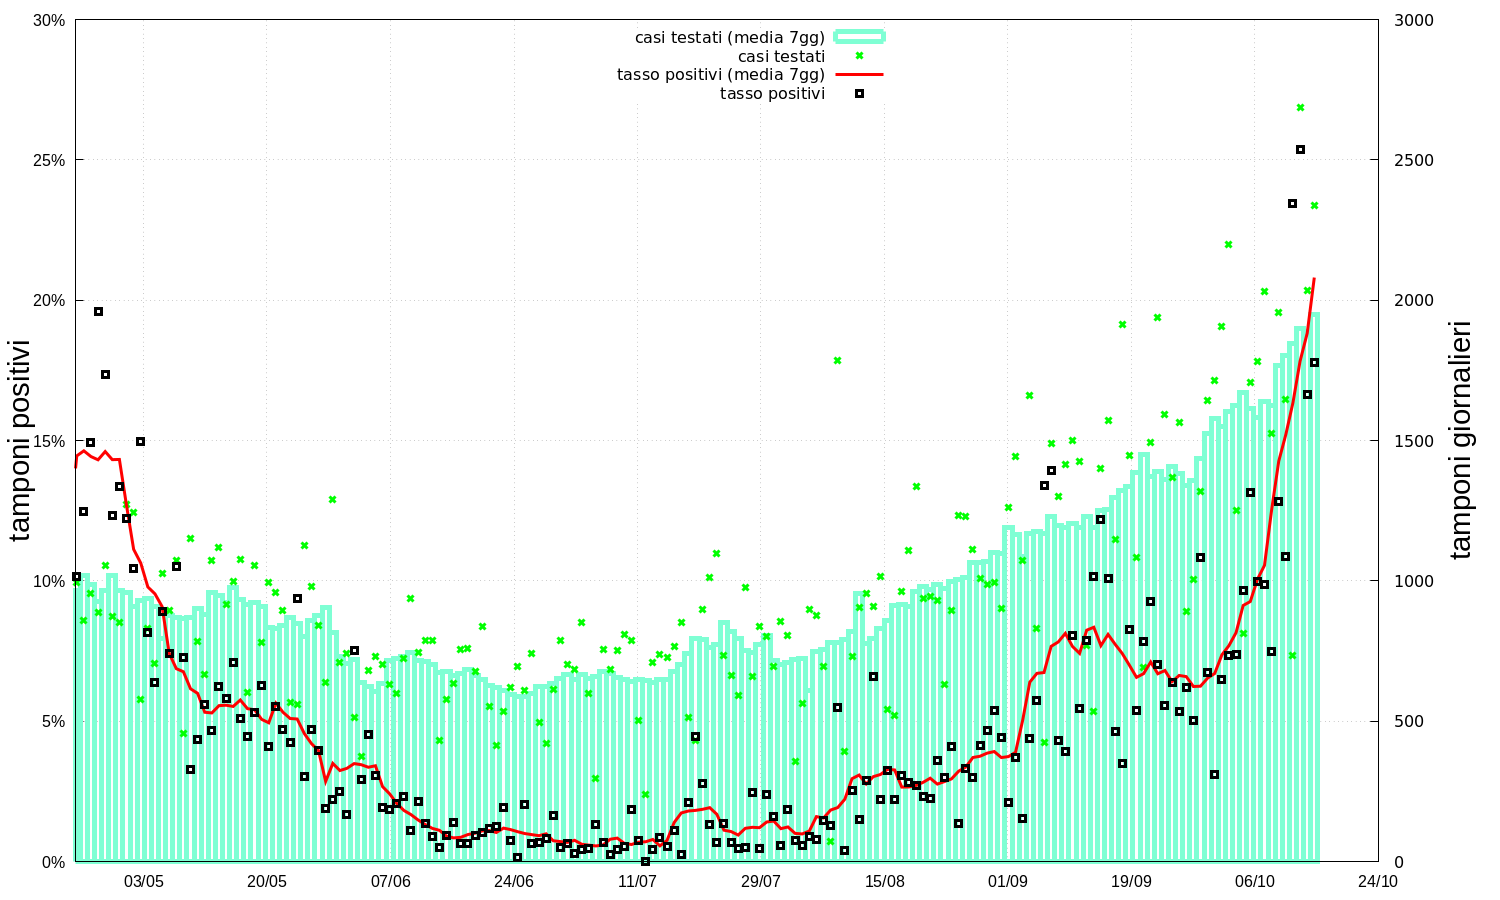 casi testati (media 7gg)
casi testati
tasso positivi (media 7gg)
tasso positivi
30%
25%
20%
15%
10%
5%
0%
3000
2500
2000
1500
1000
500
0
tamponi positivi
tamponi giornalieri
03/05 20/05 07/06 24/06 11/07 29/07 15/08 01/09 19/09 06/10 24/10